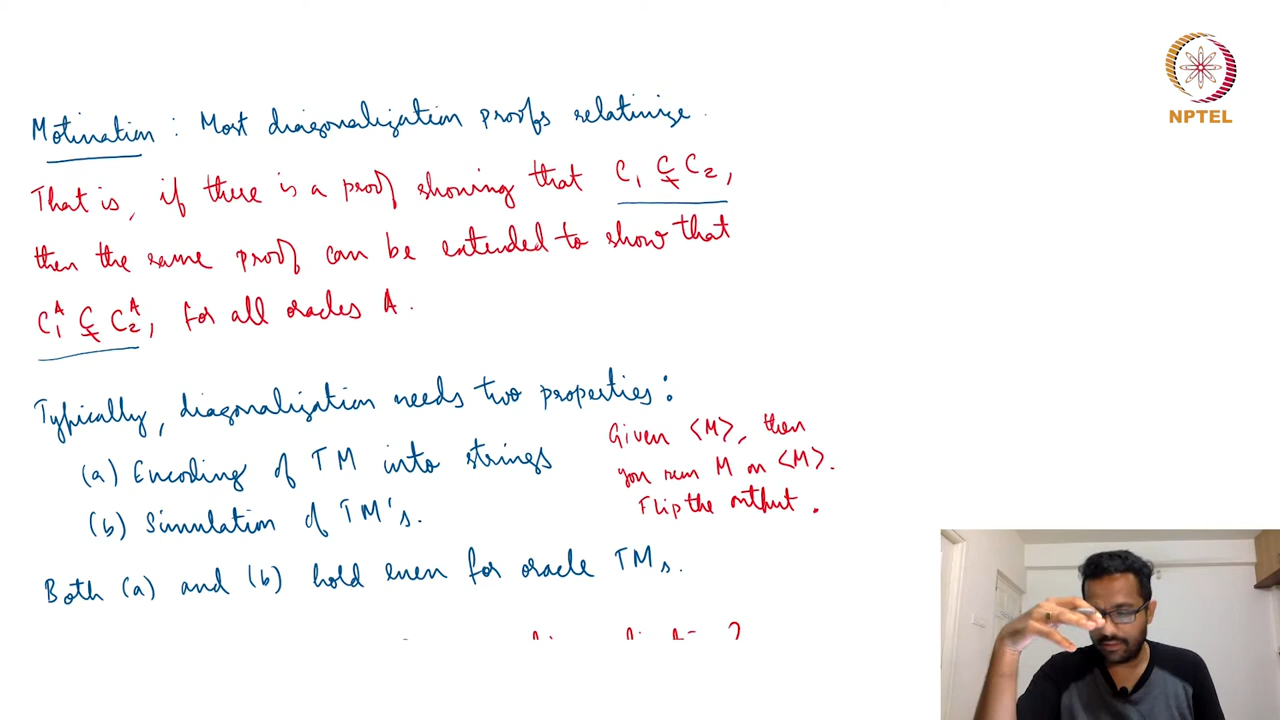 NPTEL
Motivation : Most diagonalization proofs relativize.
That is, if there is a proof showing that C₁ ⊊ C₂,
then the same proof can be extended to show that
C₁ᴬ ⊊ C₂ᴬ, for all oracles A.
Typically, diagonalization needs two properties:
(a) Encoding of TM into strings
(b) Simulation of TM's.
Given <M>, then
you run M on <M>.
Flip the output.
Both (a) and (b) hold even for oracle TMs.